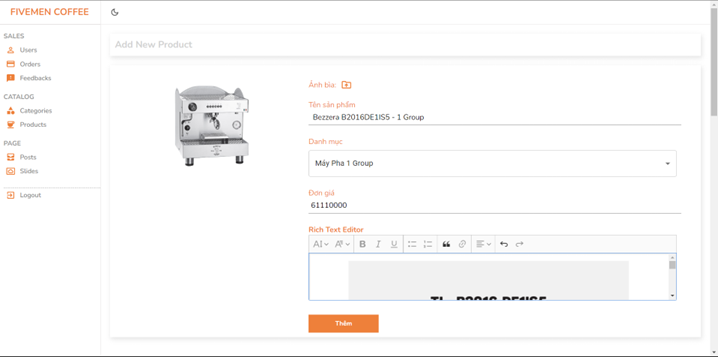 FIVEMEN COFFEE
SALES
Users
Orders
Feedbacks
CATALOG
Categories
Products
PAGE
Posts
Slides
Logout
Add New Product
Ảnh bìa:
Tên sản phẩm
Bezzera B2016DE1IS5 - 1 Group
Danh mục
Máy Pha 1 Group
Đơn giá
61110000
Rich Text Editor
Thêm